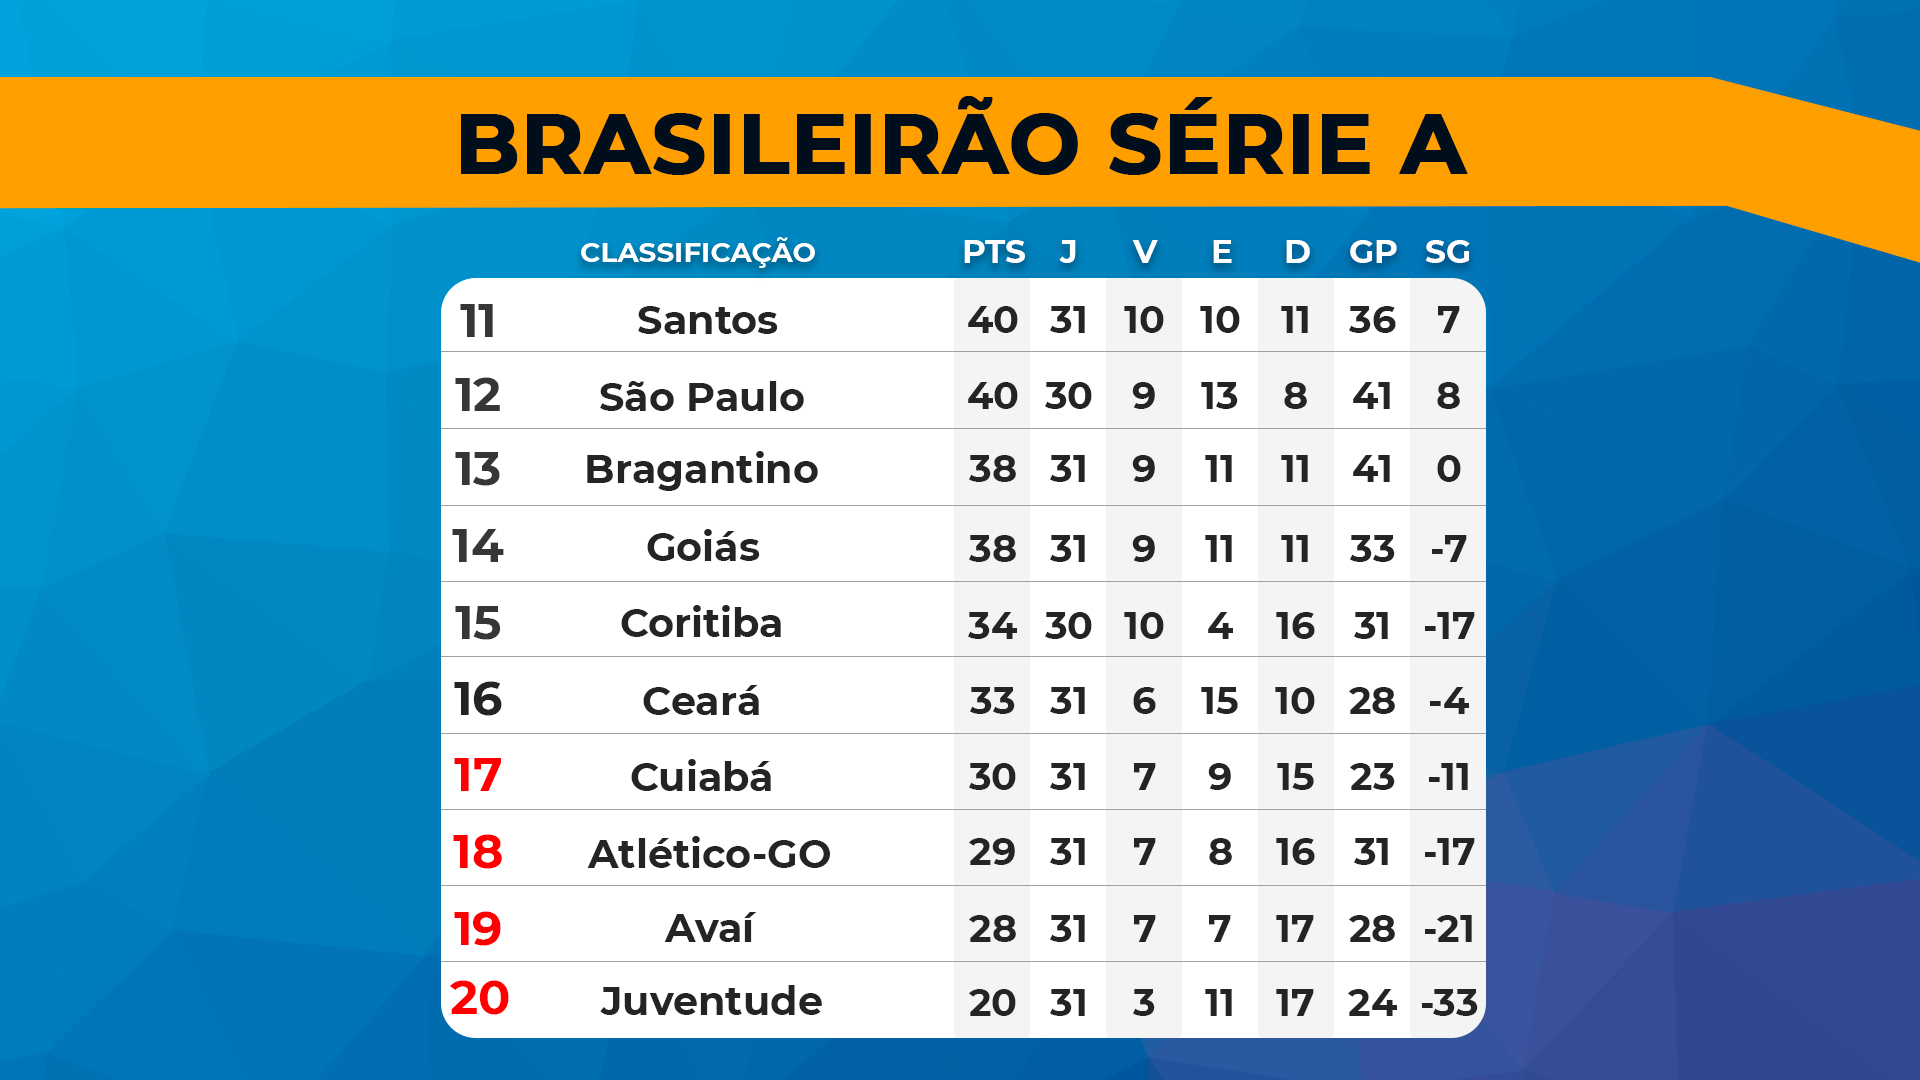 BRASILEIRÃO SÉRIE A
CLASSIFICAÇÃO PTS J V E D GP SG
11 Santos 40 31 10 10 11 36 7
12 São Paulo 40 30 9 13 8 41 8
13 Bragantino 38 31 9 11 11 41 0
14 Goiás 38 31 9 11 11 33 -7
15 Coritiba 34 30 10 4 16 31 -17
16 Ceará 33 31 6 15 10 28 -4
17 Cuiabá 30 31 7 9 15 23 -11
18 Atlético-GO 29 31 7 8 16 31 -17
19 Avaí 28 31 7 7 17 28 -21
20 Juventude 20 31 3 11 17 24 -33